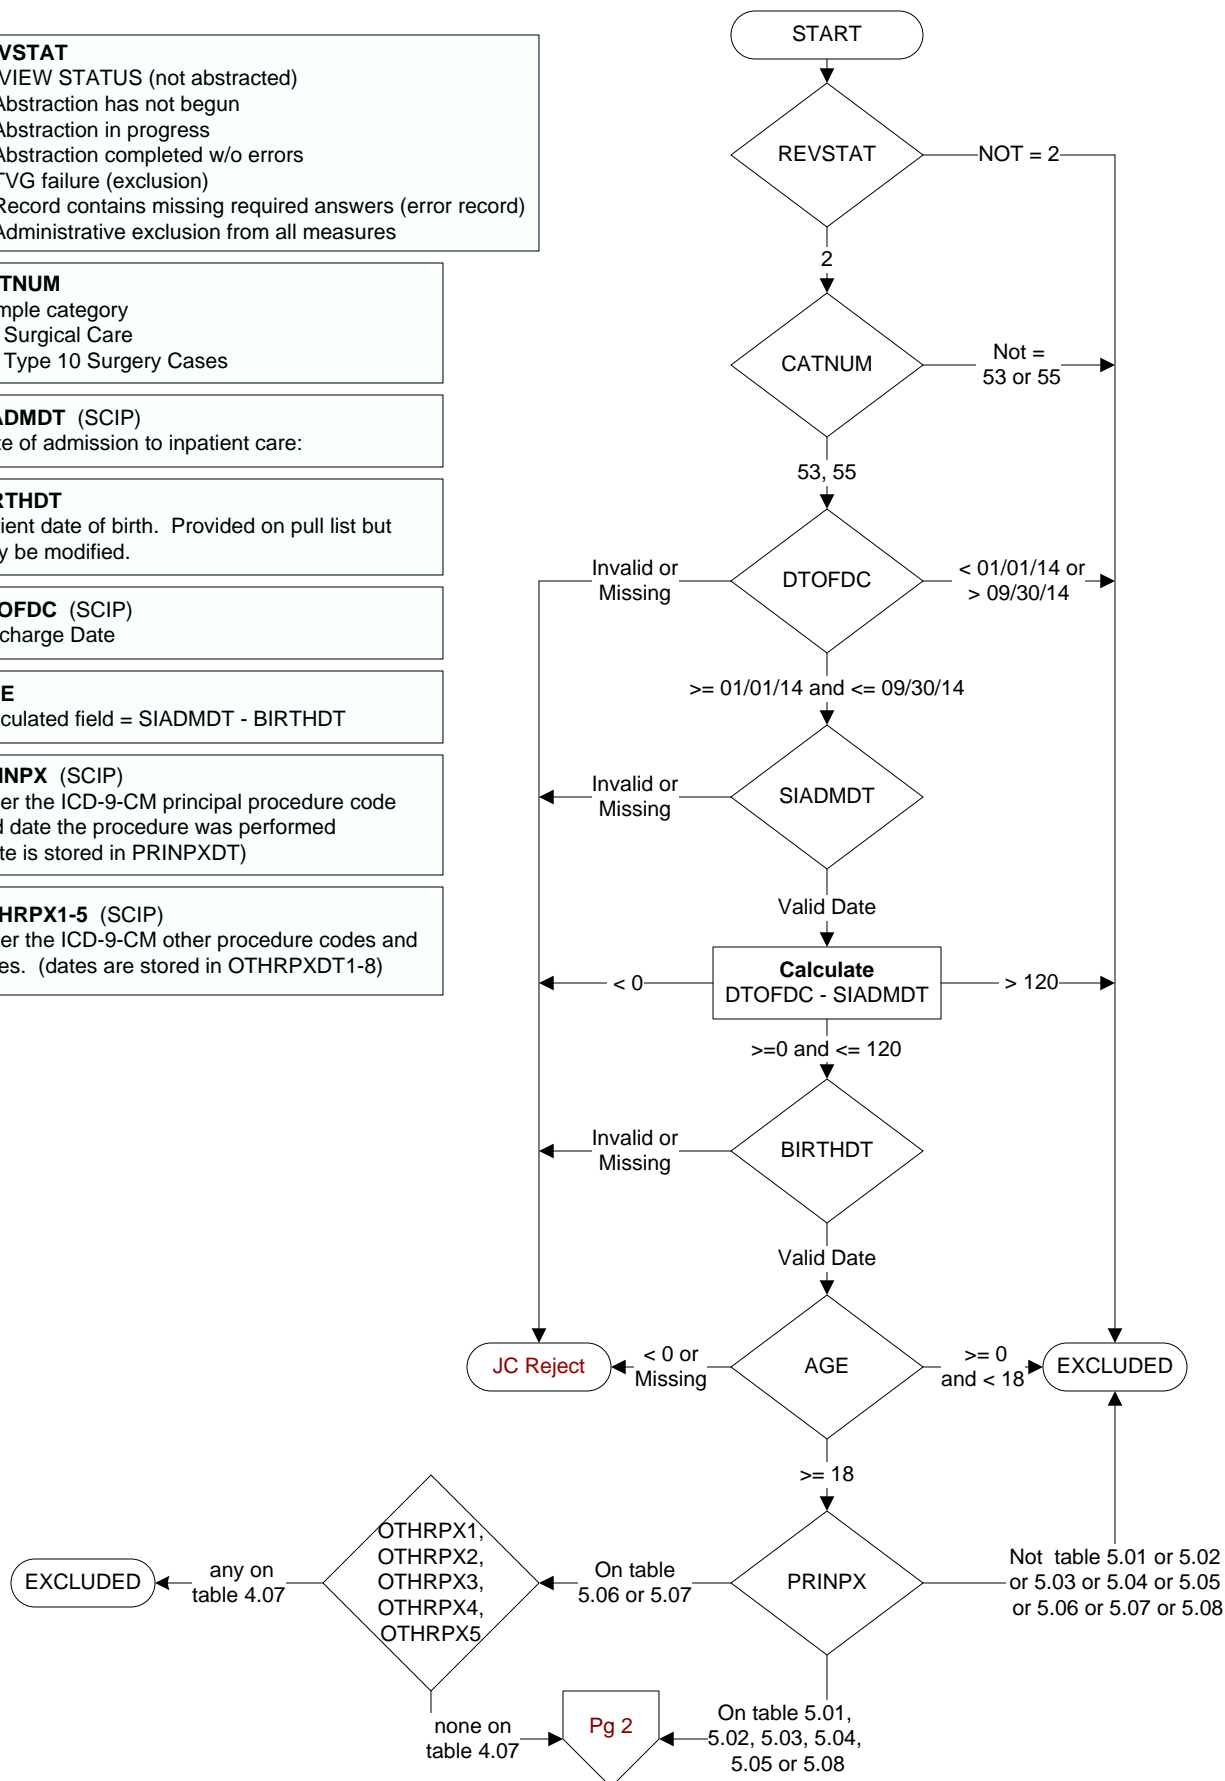 START
VSTAT
VIEW STATUS (not abstracted)
Abstraction has not begun
Abstraction in progress
Abstraction completed w/o errors
TVG failure (exclusion)
Record contains missing required answers (error record)
Administrative exclusion from all measures
REVSTAT
NOT = 2
2
TNUM
mple category
Surgical Care
Type 10 Surgery Cases
CATNUM
Not =
53 or 55
53, 55
ADMDT (SCIP)
te of admission to inpatient care:
RTHDT
ient date of birth. Provided on pull list but
y be modified.
Invalid or
Missing
DTOFDC
< 01/01/14 or
> 09/30/14
OFDC (SCIP)
charge Date
>= 01/01/14 and <= 09/30/14
E
culated field = SIADMDT - BIRTHDT
INPX (SCIP)
er the ICD-9-CM principal procedure code
d date the procedure was performed
te is stored in PRINPXDT)
Invalid or
Missing
SIADMDT
Valid Date
HRPX1-5 (SCIP)
er the ICD-9-CM other procedure codes and
es. (dates are stored in OTHRPXDT1-8)
< 0
Calculate
DTOFDC - SIADMDT
> 120
>=0 and <= 120
Invalid or
Missing
BIRTHDT
Valid Date
JC Reject
< 0 or
Missing
AGE
>= 0
and < 18
EXCLUDED
>= 18
EXCLUDED
any on
table 4.07
OTHRPX1,
OTHRPX2,
OTHRPX3,
OTHRPX4,
OTHRPX5
On table
5.06 or 5.07
PRINPX
Not table 5.01 or 5.02
or 5.03 or 5.04 or 5.05
or 5.06 or 5.07 or 5.08
none on
table 4.07
Pg 2
On table 5.01,
5.02, 5.03, 5.04,
5.05 or 5.08